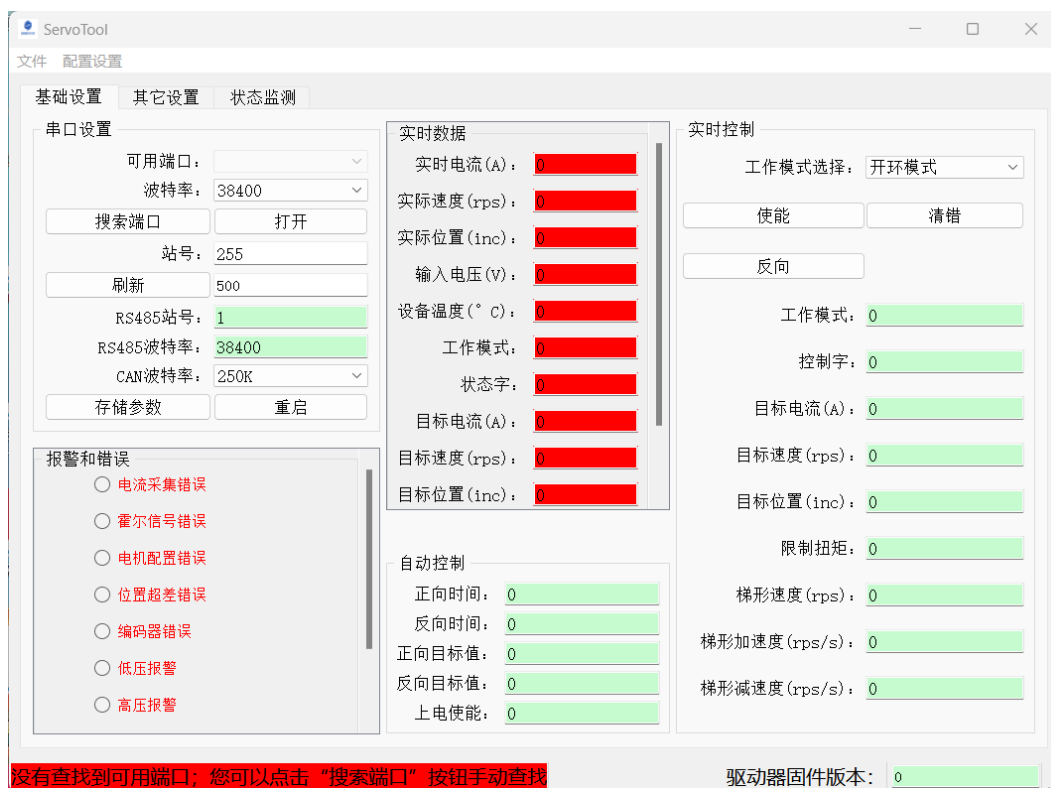 ServoTool
文件 配置设置
基础设置 其它设置 状态监测
串口设置
可用端口：
波特率： 38400
搜索端口 打开
站号： 255
刷新 500
RS485站号： 1
RS485波特率： 38400
CAN波特率： 250K
存储参数 重启
报警和错误
电流采集错误
霍尔信号错误
电机配置错误
位置超差错误
编码器错误
低压报警
高压报警
实时数据
实时电流(A)： 0
实际速度(rps)： 0
实际位置(inc)： 0
输入电压(V)： 0
设备温度(°C)： 0
工作模式： 0
状态字： 0
目标电流(A)： 0
目标速度(rps)： 0
目标位置(inc)： 0
自动控制
正向时间： 0
反向时间： 0
正向目标值： 0
反向目标值： 0
上电使能： 0
实时控制
工作模式选择： 开环模式
使能 清错
反向
工作模式： 0
控制字： 0
目标电流(A)： 0
目标速度(rps)： 0
目标位置(inc)： 0
限制扭矩： 0
梯形速度(rps)： 0
梯形加速度(rps/s)： 0
梯形减速度(rps/s)： 0
没有查找到可用端口；您可以点击“搜索端口”按钮手动查找
驱动器固件版本： 0